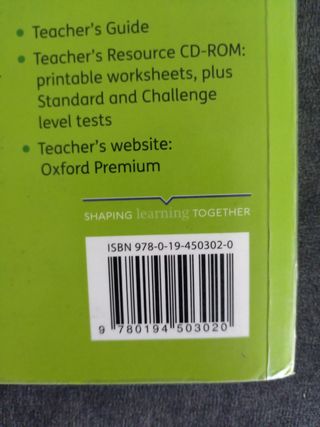 • Teacher's Guide
• Teacher's Resource CD-ROM:
printable worksheets, plus
Standard and Challenge
level tests
• Teacher's website:
Oxford Premium
SHAPING learning TOGETHER
ISBN 978-0-19-450302-0
9 780194 503020